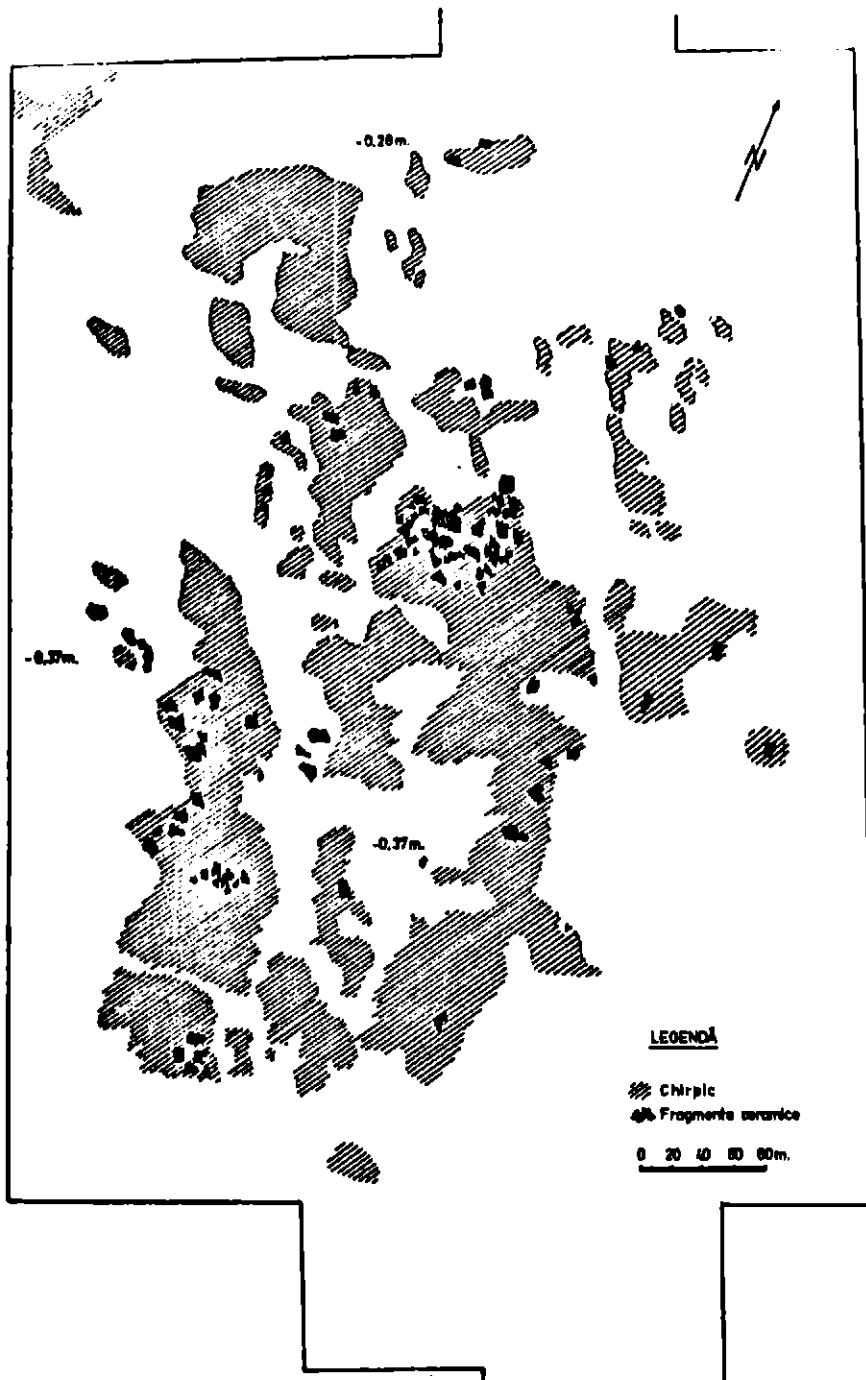 -0,28m.
N
-0,37m.
-0,37m.
LEGENDĂ
Chirpic
Fragmente ceramice
0 20 40 60 80m.